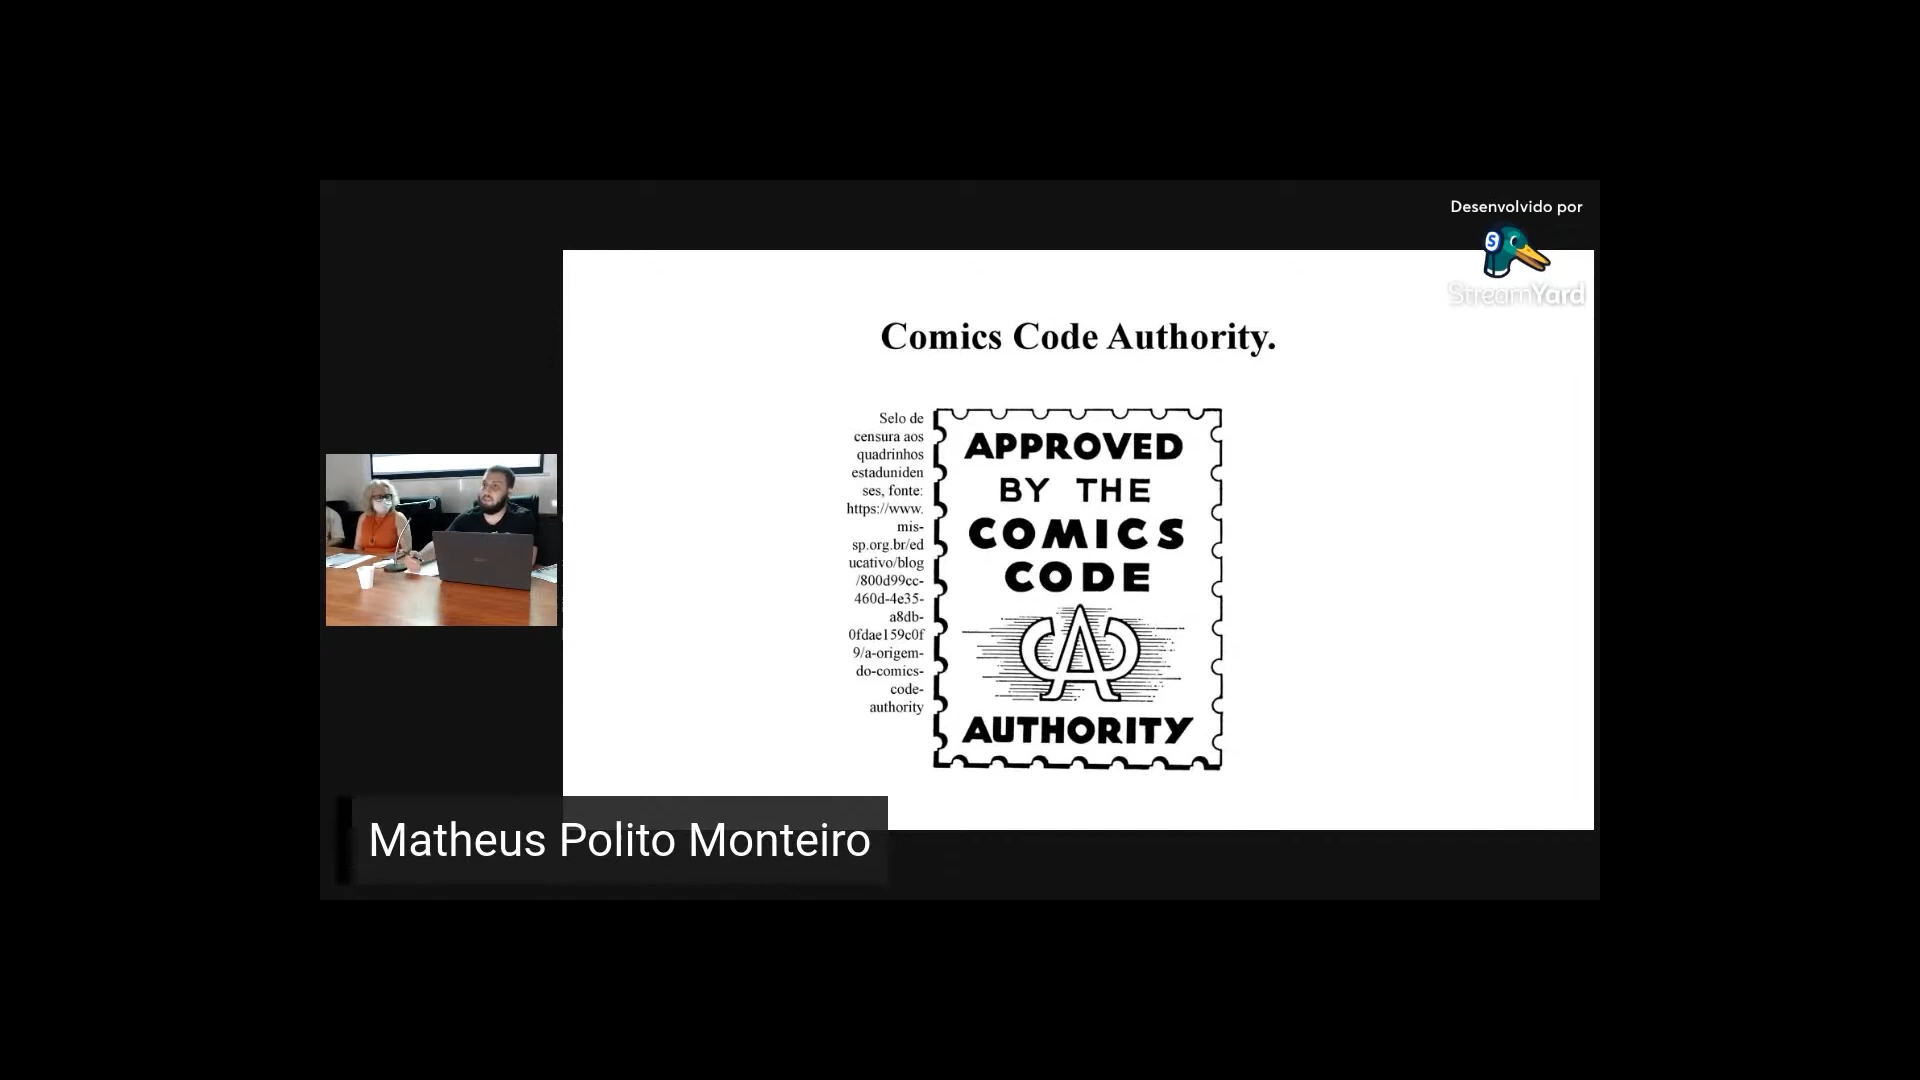 Desenvolvido por
StreamYard
Comics Code Authority.
Selo de
censura aos
quadrinhos
estaduniden
ses, fonte:
https://www.
mis-
sp.org.br/ed
ucativo/blog
/800d99cc-
460d-4e35-
a8db-
0fdae159c0f
9/a-origem-
do-comics-
code-
authority
APPROVED
BY THE
COMICS
CODE
CA
AUTHORITY
Matheus Polito Monteiro